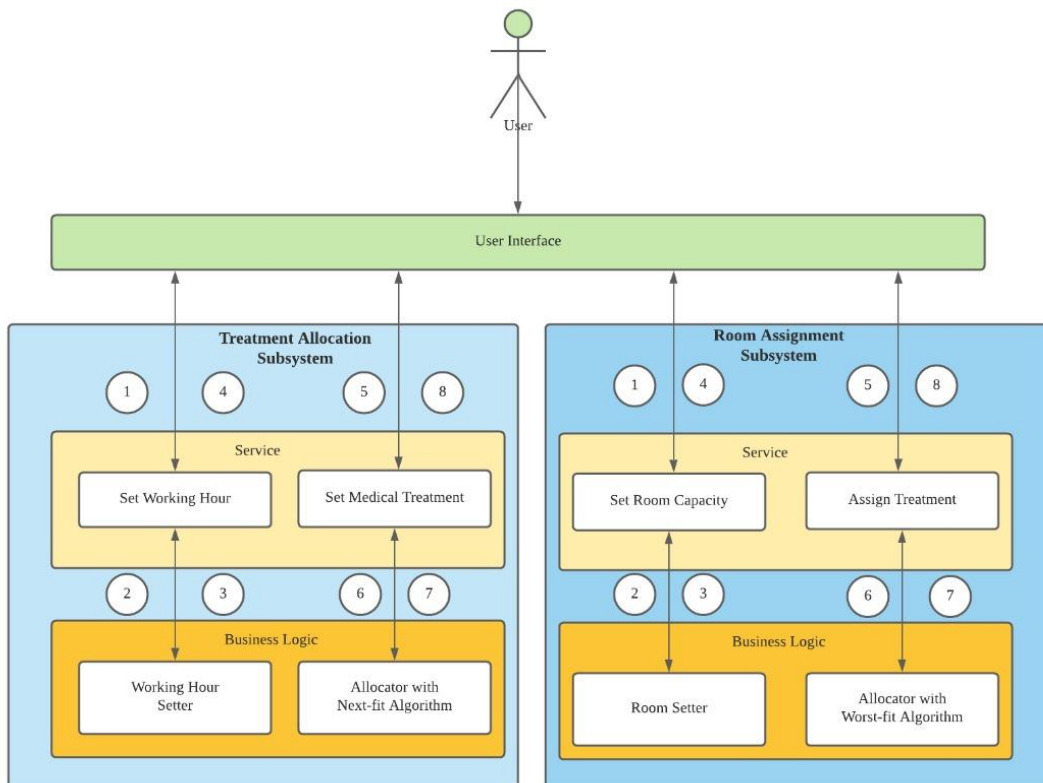 User
User Interface
Treatment Allocation
Subsystem
1
4
5
8
Service
Set Working Hour
Set Medical Treatment
2
3
6
7
Business Logic
Working Hour
Setter
Allocator with
Next-fit Algorithm
Room Assignment
Subsystem
1
4
5
8
Service
Set Room Capacity
Assign Treatment
2
3
6
7
Business Logic
Room Setter
Allocator with
Worst-fit Algorithm